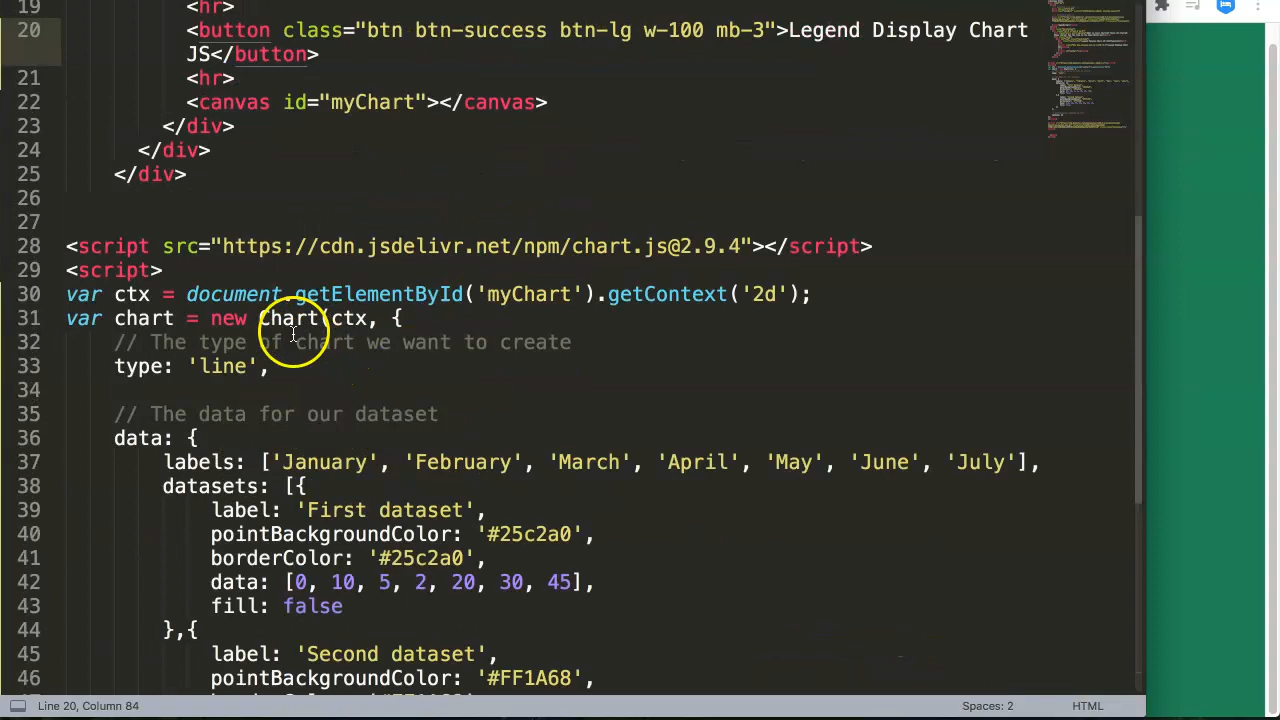 19 <hr>
20 <button class="btn btn-success btn-lg w-100 mb-3">Legend Display Chart
JS</button>
21 <hr>
22 <canvas id="myChart"></canvas>
23 </div>
24 </div>
25 </div>
26
27
28 <script src="https://cdn.jsdelivr.net/npm/chart.js@2.9.4"></script>
29 <script>
30 var ctx = document.getElementById('myChart').getContext('2d');
31 var chart = new Chart(ctx, {
32 // The type of chart we want to create
33 type: 'line',
34
35 // The data for our dataset
36 data: {
37 labels: ['January', 'February', 'March', 'April', 'May', 'June', 'July'],
38 datasets: [{
39 label: 'First dataset',
40 pointBackgroundColor: '#25c2a0',
41 borderColor: '#25c2a0',
42 data: [0, 10, 5, 2, 20, 30, 45],
43 fill: false
44 },{
45 label: 'Second dataset',
46 pointBackgroundColor: '#FF1A68',
Line 20, Column 84 Spaces: 2 HTML